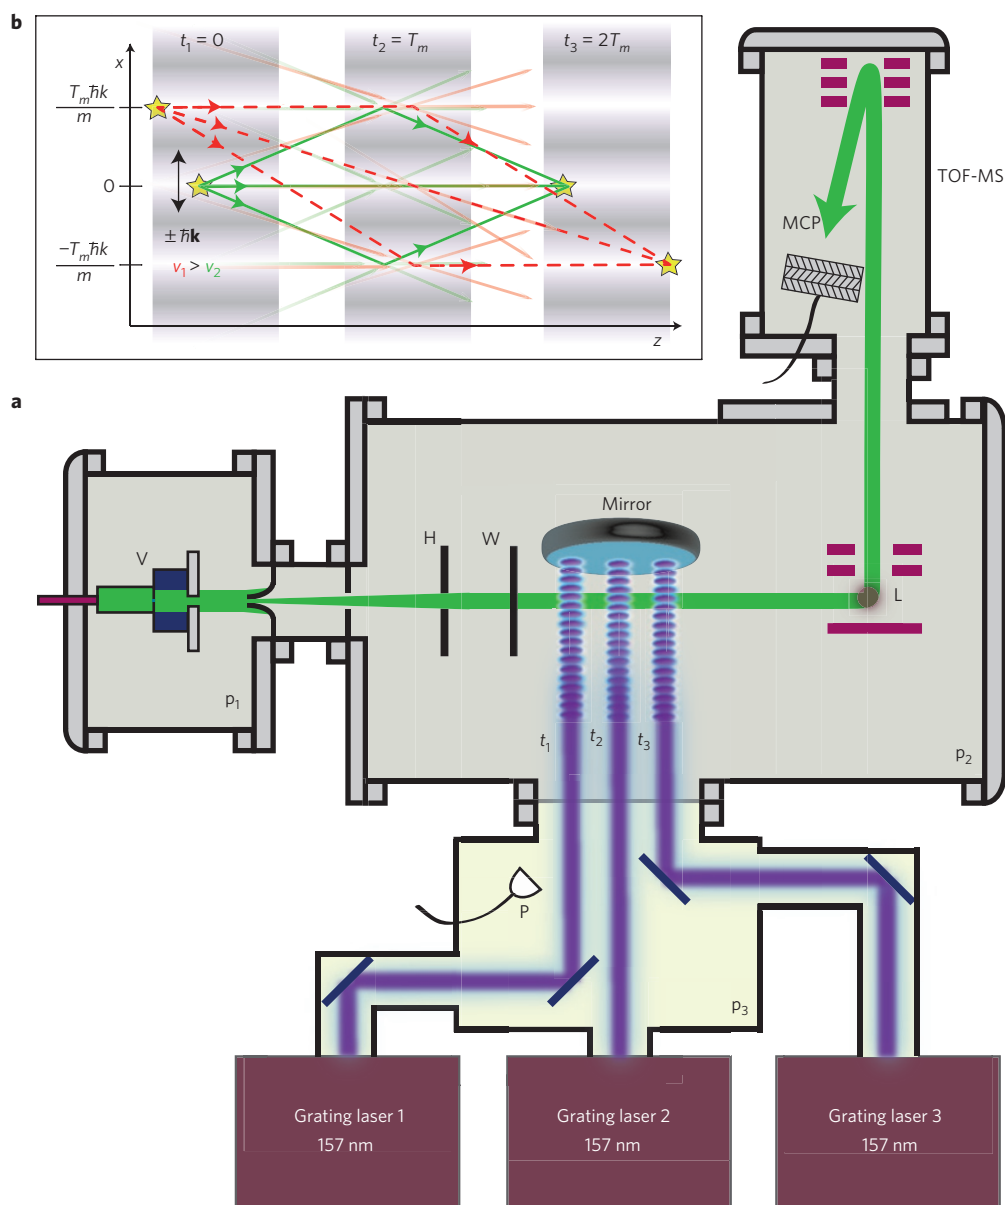 b
t₁ = 0
t₂ = Tₘ
t₃ = 2Tₘ
x
Tₘħk
m
0
±ħk
−Tₘħk
m
v₁ > v₂
z
TOF-MS
MCP
a
Mirror
H
W
V
L
p₁
t₁
t₂
t₃
p₂
P
p₃
Grating laser 1
157 nm
Grating laser 2
157 nm
Grating laser 3
157 nm